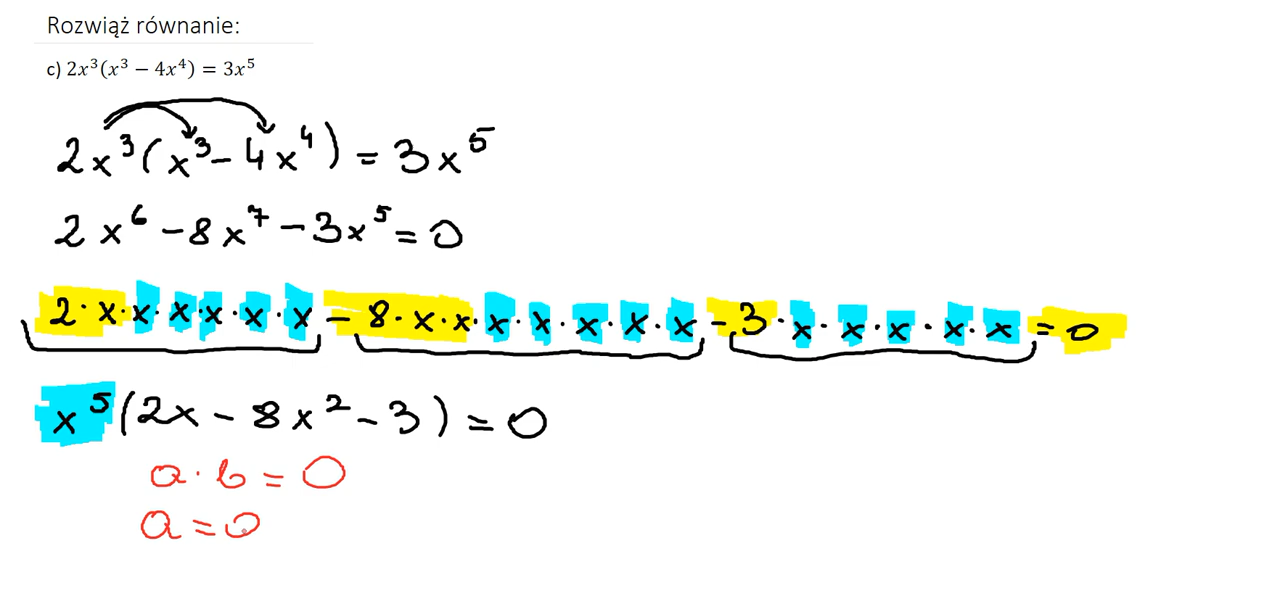 Rozwiąż równanie:
c) 2x³(x³ − 4x⁴) = 3x⁵
2x³(x³ − 4x⁴) = 3x⁵
2x⁶ − 8x⁷ − 3x⁵ = 0
2·x·x·x·x·x·x − 8·x·x·x·x·x·x·x − 3·x·x·x·x·x = 0
x⁵(2x − 8x² − 3) = 0
a·b = 0
a = 0